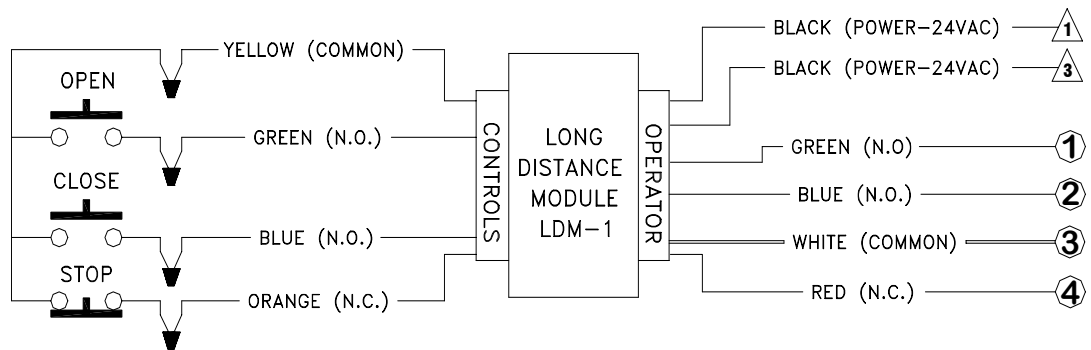 YELLOW (COMMON)
OPEN
GREEN (N.O.)
CLOSE
BLUE (N.O.)
STOP
ORANGE (N.C.)
CONTROLS
LONG
DISTANCE
MODULE
LDM-1
OPERATOR
BLACK (POWER-24VAC)
1
BLACK (POWER-24VAC)
3
GREEN (N.O)
1
BLUE (N.O.)
2
WHITE (COMMON)
3
RED (N.C.)
4